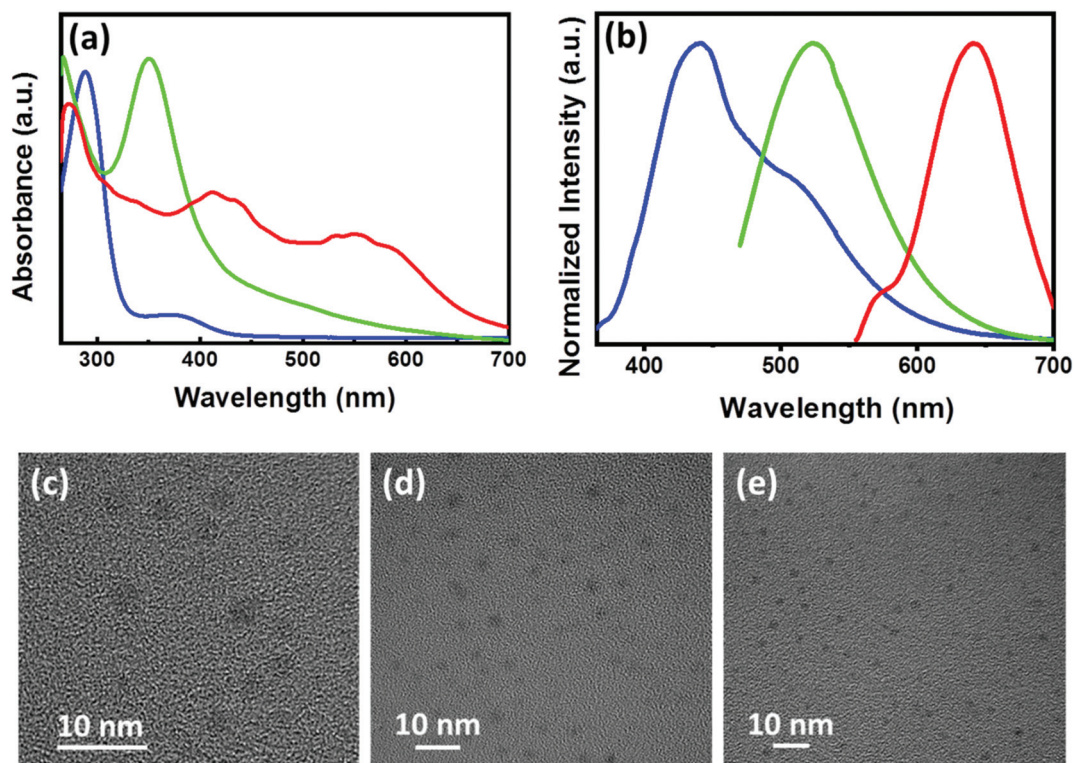 (a)
Absorbance (a.u.)
300 400 500 600 700
Wavelength (nm)
(b)
Normalized Intensity (a.u.)
400 500 600 700
Wavelength (nm)
(c)
10 nm
(d)
10 nm
(e)
10 nm